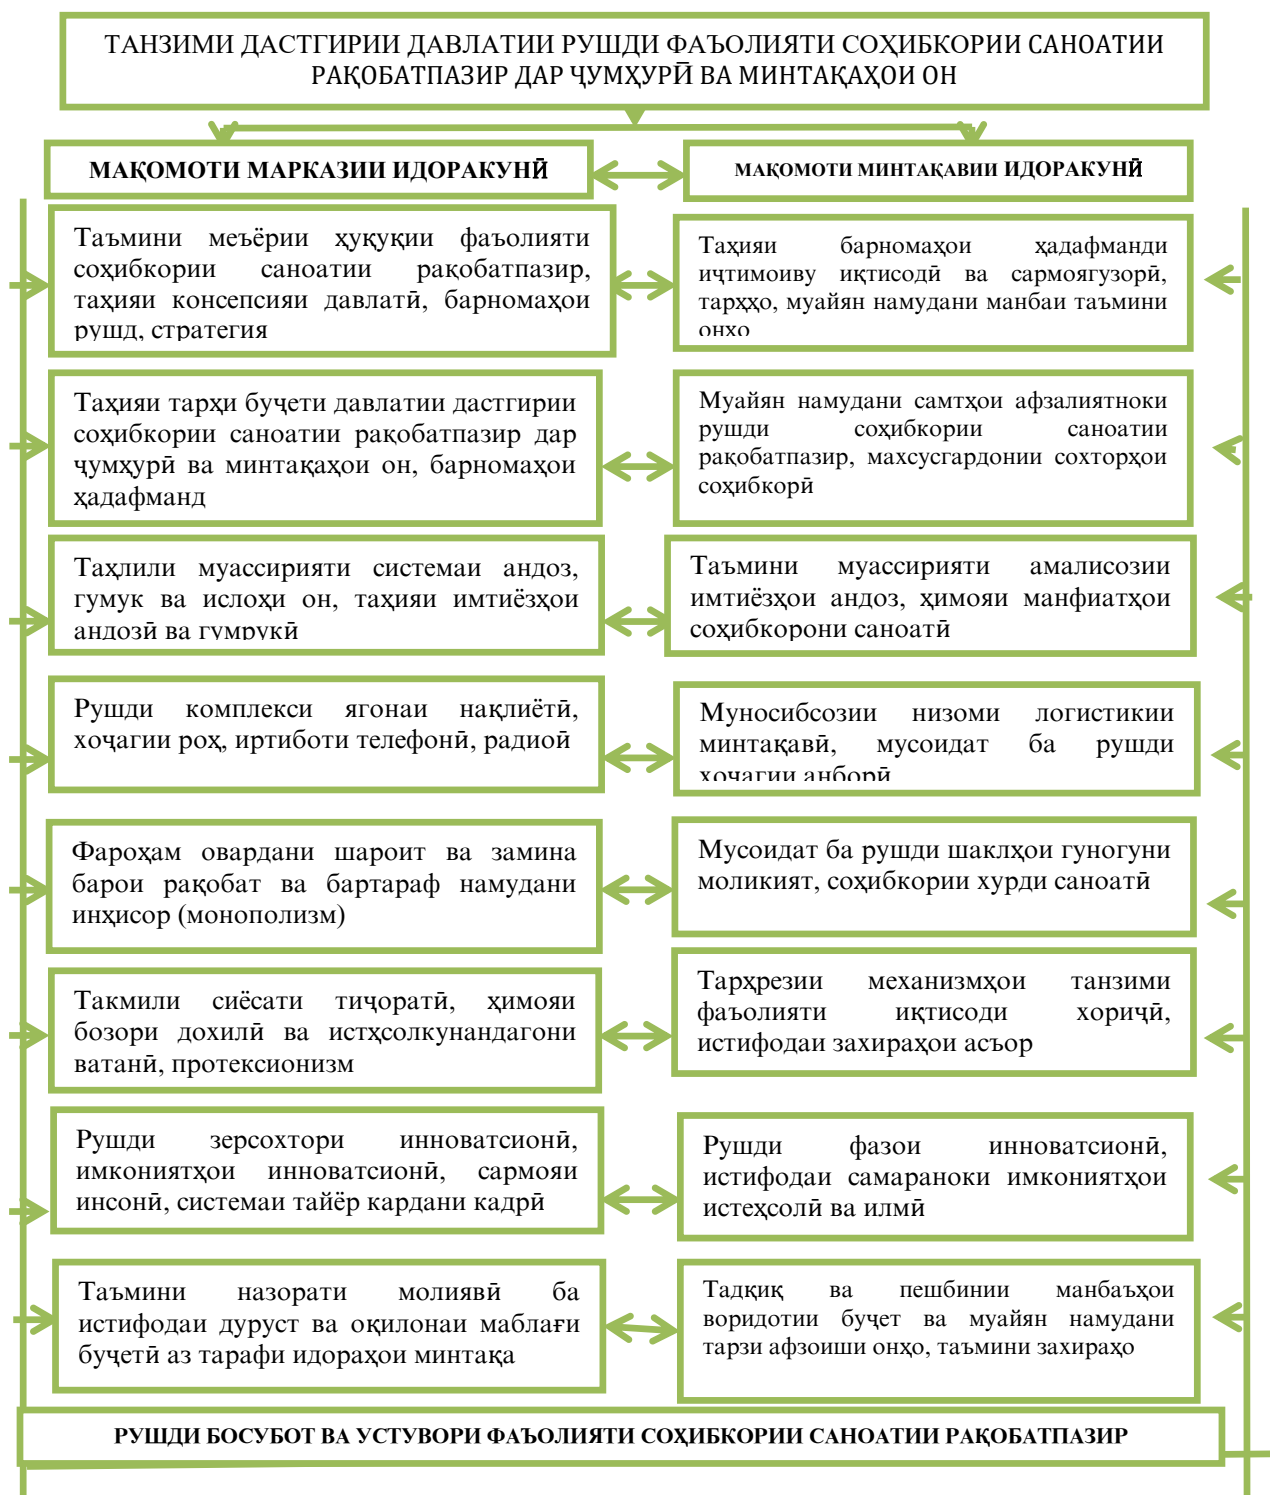 ТАНЗИМИ ДАСТГИРИИ ДАВЛАТИИ РУШДИ ФАЪОЛИЯТИ СОҲИБКОРИИ САНОАТИИ
РАҚОБАТПАЗИР ДАР ҶУМҲУРӢ ВА МИНТАҚАҲОИ ОН
МАҚОМОТИ МАРКАЗИИ ИДОРАКУНӢ
МАҚОМОТИ МИНТАҚАВИИ ИДОРАКУНӢ
Таъмини меъёрии ҳуқуқии фаъолияти
соҳибкории саноатии рақобатпазир,
таҳияи консепсияи давлатӣ, барномаҳои
рушд, стратегия
Таҳияи барномаҳои ҳадафманди
иҷтимоиву иқтисодӣ ва сармоягузорӣ,
тарҳҳо, муайян намудани манбаи таъмини
онҳо
Таҳияи тарҳи буҷети давлатии дастгирии
соҳибкории саноатии рақобатпазир дар
ҷумҳурӣ ва минтақаҳои он, барномаҳои
ҳадафманд
Муайян намудани самтҳои афзалиятноки
рушди соҳибкории саноатии
рақобатпазир, махсусгардонии сохторҳои
соҳибкорӣ
Таҳлили муассирияти системаи андоз,
гумук ва ислоҳи он, таҳияи имтиёзҳои
андозӣ ва гумрукӣ
Таъмини муассирияти амалисозии
имтиёзҳои андоз, ҳимояи манфиатҳои
соҳибкорони саноатӣ
Рушди комплекси ягонаи нақлиётӣ,
хоҷагии роҳ, иртиботи телефонӣ, радиоӣ
Муносибсозии низоми логистикии
минтақавӣ, мусоидат ба рушди
хоҷагии анборӣ
Фароҳам овардани шароит ва замина
барои рақобат ва бартараф намудани
инҳисор (монополизм)
Мусоидат ба рушди шаклҳои гуногуни
моликият, соҳибкории хурди саноатӣ
Такмили сиёсати тиҷоратӣ, ҳимояи
бозори дохилӣ ва истҳсолкунандагони
ватанӣ, протексионизм
Тарҳрезии механизмҳои танзими
фаъолияти иқтисоди хориҷӣ,
истифодаи захираҳои асъор
Рушди зерсохтори инноватсионӣ,
имкониятҳои инноватсионӣ, сармояи
инсонӣ, системаи тайёр кардани кадрӣ
Рушди фазои инноватсионӣ,
истифодаи самараноки имкониятҳои
истеҳсолӣ ва илмӣ
Таъмини назорати молиявӣ ба
истифодаи дуруст ва оқилонаи маблағи
буҷетӣ аз тарафи идораҳои минтақа
Тадқиқ ва пешбинии манбаъҳои
воридотии буҷет ва муайян намудани
тарзи афзоиши онҳо, таъмини захираҳо
РУШДИ БОСУБОТ ВА УСТУВОРИ ФАЪОЛИЯТИ СОҲИБКОРИИ САНОАТИИ РАҚОБАТПАЗИР